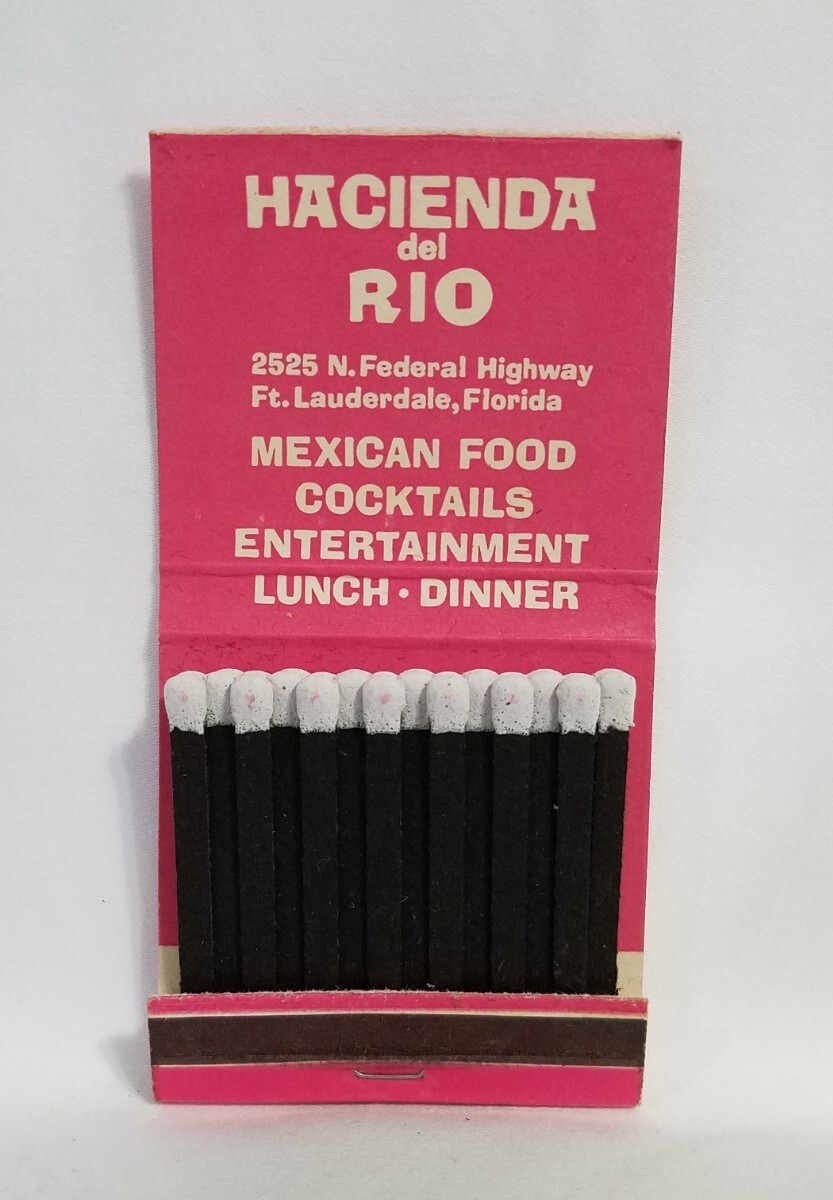 HACIENDA
del
RIO
2525 N. Federal Highway
Ft. Lauderdale, Florida
MEXICAN FOOD
COCKTAILS
ENTERTAINMENT
LUNCH • DINNER